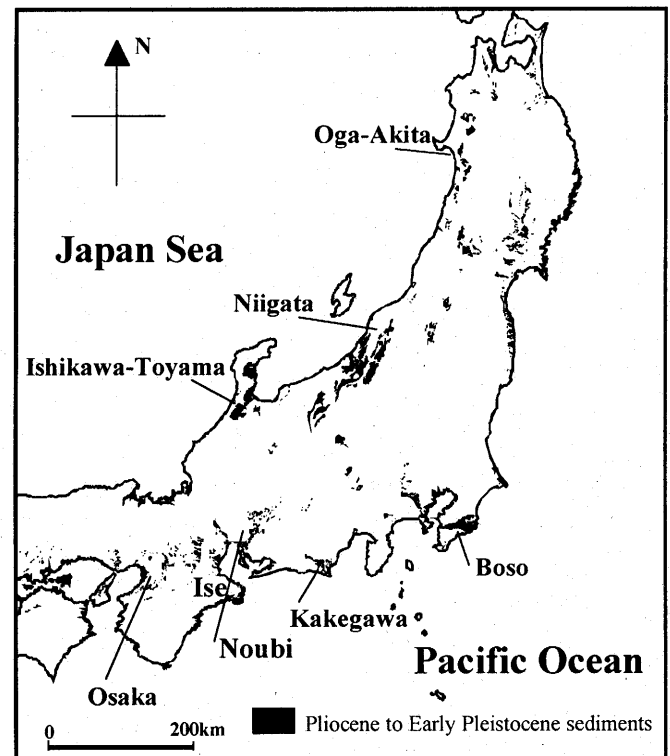 N
Oga-Akita
Japan Sea
Niigata
Ishikawa-Toyama
Boso
Ise
Kakegawa
Noubi
Pacific Ocean
Osaka
0 200km
Pliocene to Early Pleistocene sediments